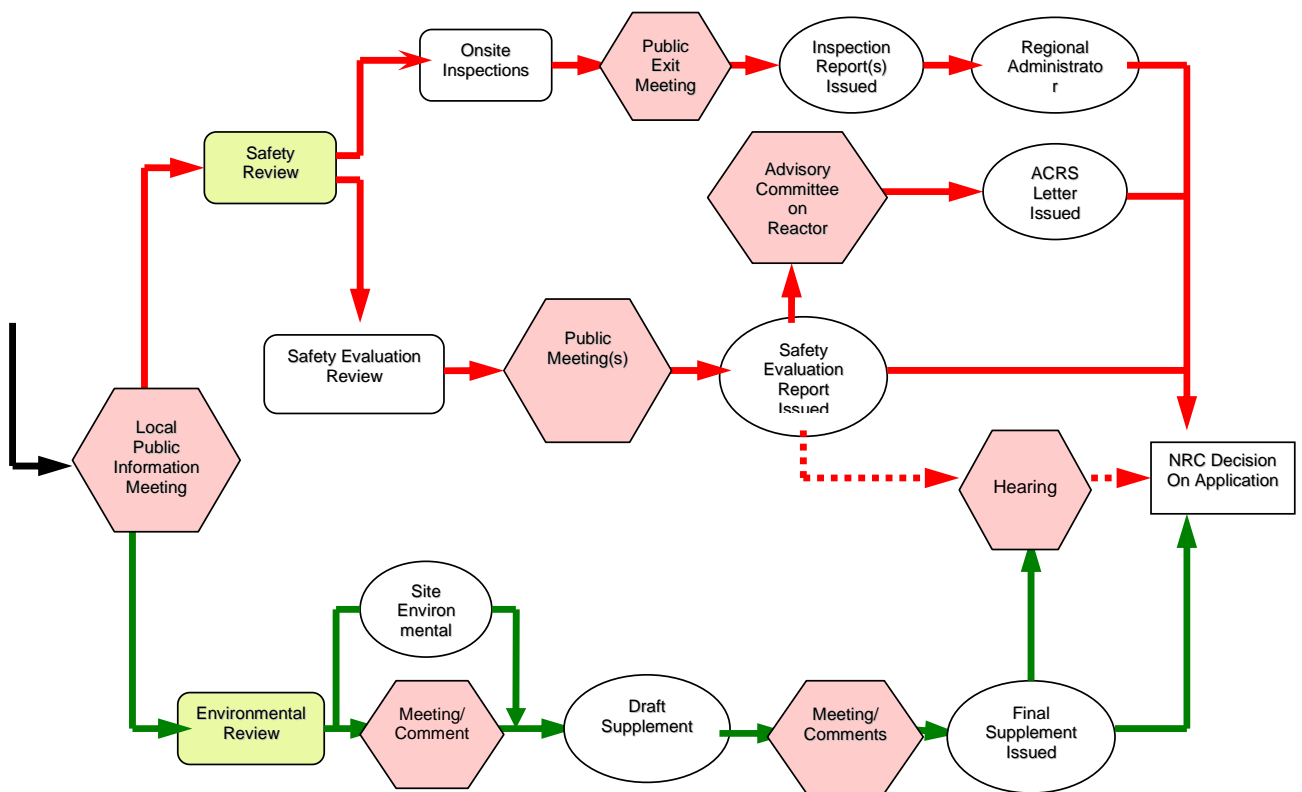 Onsite
Inspections
Public
Exit
Meeting
Inspection
Report(s)
Issued
Regional
Administrato
r
Safety
Review
Advisory
Committee
on
Reactor
ACRS
Letter
Issued
Safety Evaluation
Review
Public
Meeting(s)
Safety
Evaluation
Report
Issued
Local
Public
Information
Meeting
Hearing
NRC Decision
On Application
Site
Environ
mental
Environmental
Review
Meeting/
Comment
Draft
Supplement
Meeting/
Comments
Final
Supplement
Issued